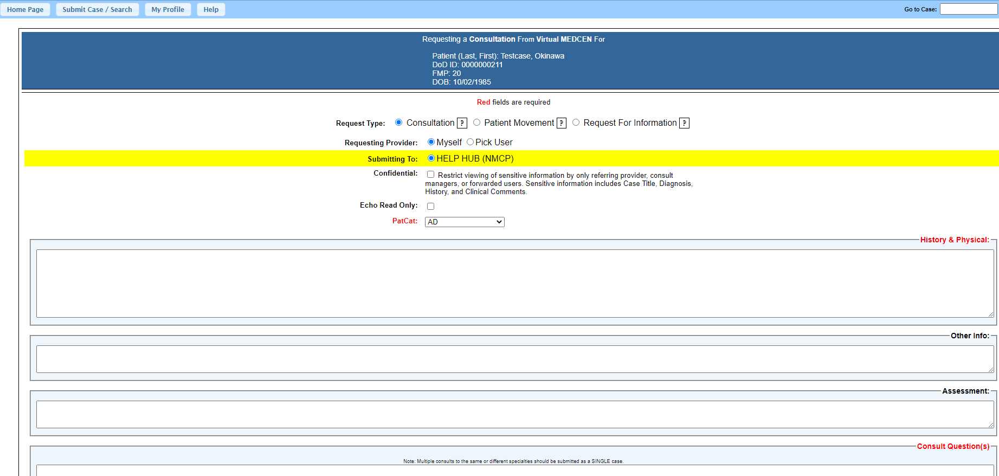 Home Page Submit Case / Search My Profile Help Go to Case:
Requesting a Consultation From Virtual MEDCEN For
Patient (Last, First): Testcase, Okinawa
DoD ID: 0000000211
FMP: 20
DOB: 10/02/1985
Red fields are required
Request Type: Consultation ? Patient Movement ? Request For Information ?
Requesting Provider: Myself Pick User
Submitting To: HELP HUB (NMCP)
Confidential: Restrict viewing of sensitive information by only referring provider, consult
managers, or forwarded users. Sensitive information includes Case Title, Diagnosis,
History, and Clinical Comments.
Echo Read Only:
PatCat: AD
History & Physical:
Other Info:
Assessment:
Consult Question(s)
Note: Multiple consults to the same or different specialties should be submitted as a SINGLE case.